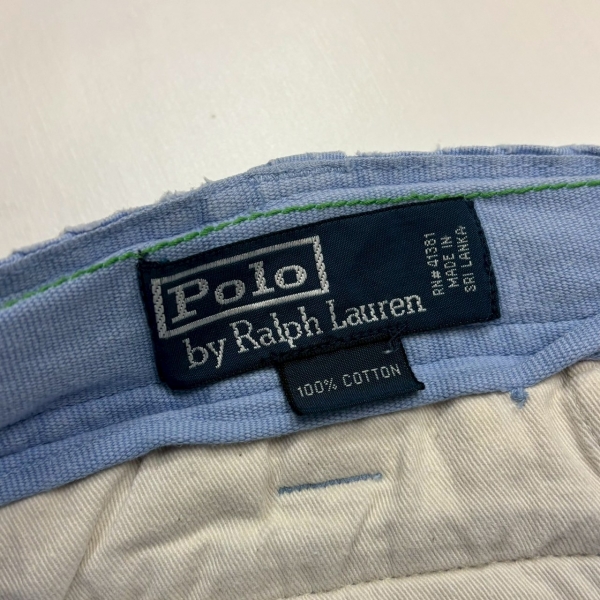 Polo
by Ralph Lauren
RN# 41381
MADE IN
SRI LANKA
100% COTTON